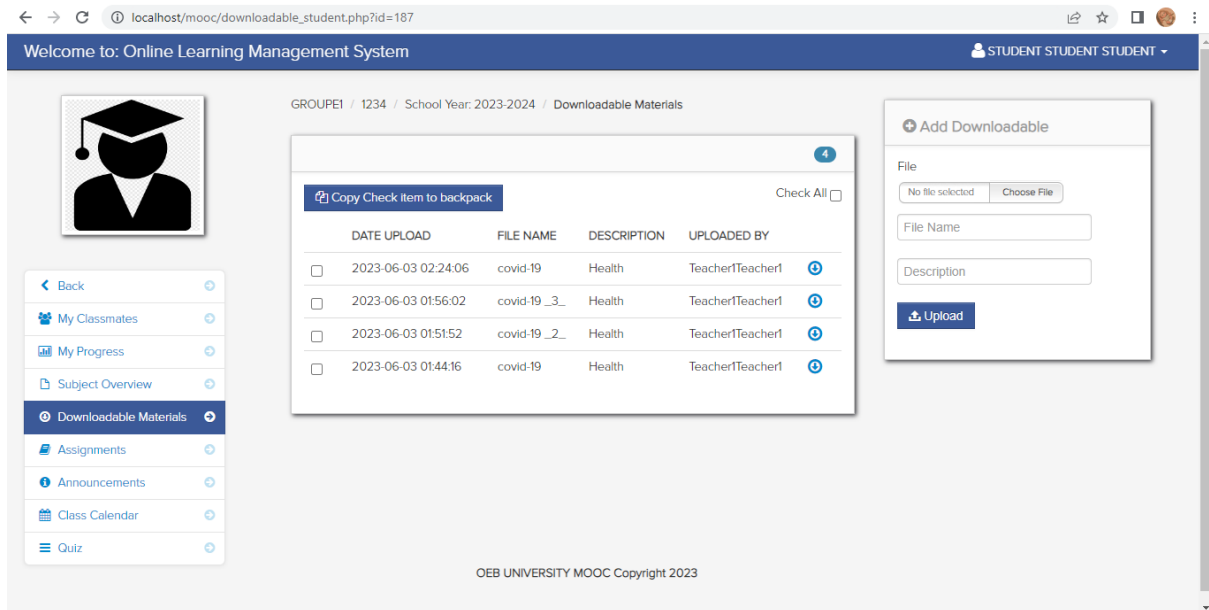 localhost/mooc/downloadable_student.php?id=187
Welcome to: Online Learning Management System
STUDENT STUDENT STUDENT
GROUPE1 / 1234 / School Year: 2023-2024 / Downloadable Materials
4
Copy Check item to backpack
Check All
DATE UPLOAD FILE NAME DESCRIPTION UPLOADED BY
2023-06-03 02:24:06 covid-19 Health Teacher1Teacher1
2023-06-03 01:56:02 covid-19 _3_ Health Teacher1Teacher1
2023-06-03 01:51:52 covid-19 _2_ Health Teacher1Teacher1
2023-06-03 01:44:16 covid-19 Health Teacher1Teacher1
Add Downloadable
File
No file selected Choose File
File Name
Description
Upload
Back
My Classmates
My Progress
Subject Overview
Downloadable Materials
Assignments
Announcements
Class Calendar
Quiz
OEB UNIVERSITY MOOC Copyright 2023